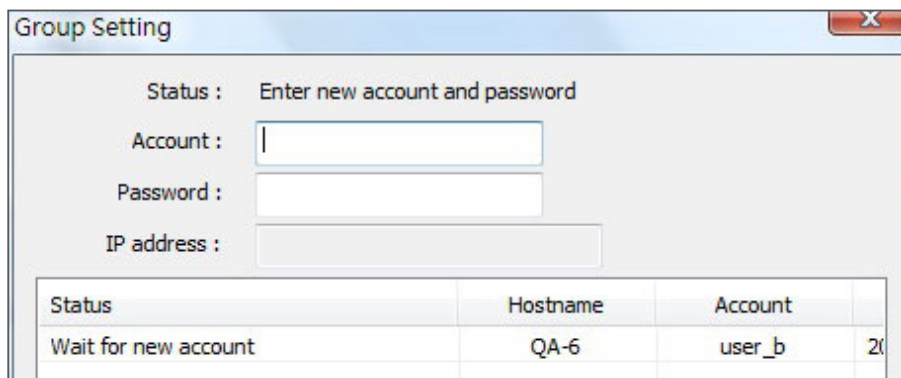 Group Setting
Status : Enter new account and password
Account :
Password :
IP address :
Status Hostname Account
Wait for new account QA-6 user_b